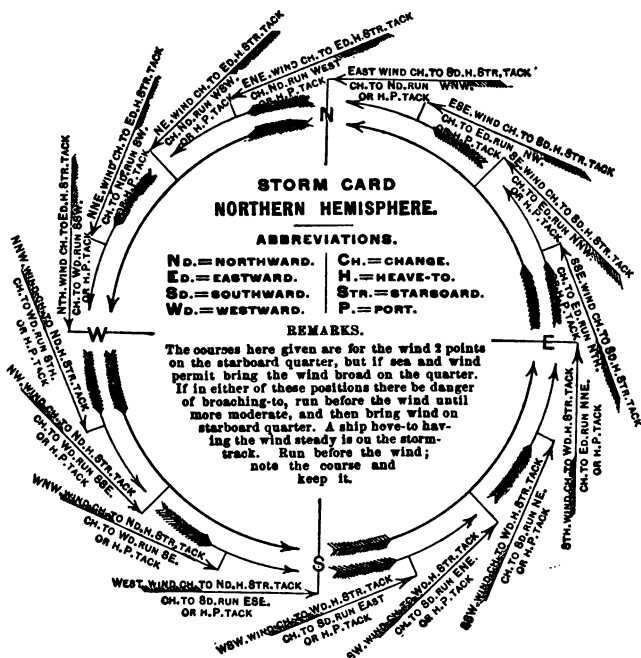 EAST WIND CH.TO SD.H.STR.TACK
CH.TO ND.RUN WNW.
OR H.P.TACK
ESE.WIND CH.TO SD.H.STR.TACK
CH.TO ED.RUN NW.
OR H.P.TACK
SE.WIND CH.TO SD.H.STR.TACK
CH.TO ED.RUN NNW.
OR H.P.TACK
SSE.WIND CH.TO SD.H.STR.TACK
CH.TO ED.RUN NTH.
OR H.P.TACK
STH.WIND CH.TO WD.H.STR.TACK
CH.TO ED.RUN NNE.
OR H.P.TACK
SSW.WIND CH.TO WD.H.STR.TACK
CH.TO SD.RUN NE.
OR H.P.TACK
SW.WIND CH.TO WD.H.STR.TACK
CH.TO SD.RUN ENE.
OR H.P.TACK
WSW.WIND CH.TO WD.H.STR.TACK
CH.TO SD.RUN EAST
OR H.P.TACK
WEST.WIND CH.TO ND.H.STR.TACK
CH.TO SD.RUN ESE.
OR H.P.TACK
WNW.WIND CH.TO ND.H.STR.TACK
CH.TO WD.RUN SE.
OR H.P.TACK
NW.WIND CH.TO ND.H.STR.TACK
CH.TO WD.RUN SSE.
OR H.P.TACK
NNW.WIND CH.TO ND.H.STR.TACK
CH.TO WD.RUN STH.
OR H.P.TACK
NTH.WIND CH.TO ED.H.STR.TACK
CH.TO WD.RUN SSW.
OR H.P.TACK
NNE.WIND CH.TO ED.H.STR.TACK
CH.TO ND.RUN SW.
OR H.P.TACK
NE.WIND CH.TO ED.H.STR.TACK
CH.ND.RUN WSW.
OR H.P.TACK
ENE.WIND CH.TO ED.H.STR.TACK
CH.ND.RUN WEST
OR H.P.TACK
N
STORM CARD
NORTHERN HEMISPHERE.
ABBREVIATIONS.
ND.=NORTHWARD. CH.=CHANGE.
ED.=EASTWARD. H.=HEAVE-TO.
SD.=SOUTHWARD. STR.=STARBOARD.
WD.=WESTWARD. P.=PORT.
W
E
REMARKS.
The courses here given are for the wind 2 points
on the starboard quarter, but if sea and wind
permit bring the wind broad on the quarter.
If in either of these positions there be danger
of broaching-to, run before the wind until
more moderate, and then bring wind on
starboard quarter. A ship hove-to hav-
ing the wind steady is on the storm-
track. Run before the wind;
note the course and
keep it.
S